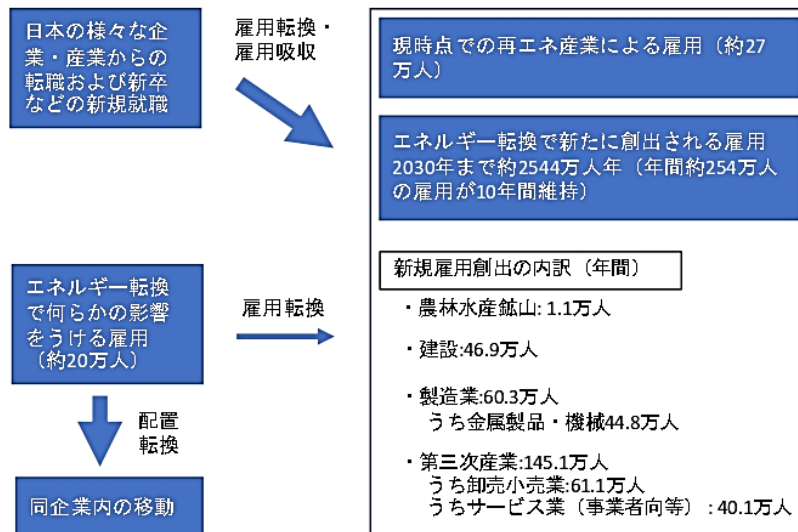 日本の様々な企
業・産業からの
転職および新卒
などの新規就職
雇用転換・
雇用吸収
現時点での再エネ産業による雇用（約27
万人）
エネルギー転換で新たに創出される雇用
2030年まで約2544万人年（年間約254万人
の雇用が10年間維持）
エネルギー転換
で何らかの影響
をうける雇用
（約20万人）
雇用転換
新規雇用創出の内訳（年間）
・農林水産鉱山: 1.1万人
・建設:46.9万人
・製造業:60.3万人
うち金属製品・機械44.8万人
・第三次産業:145.1万人
うち卸売小売業:61.1万人
うちサービス業（事業者向等）: 40.1万人
配置
転換
同企業内の移動